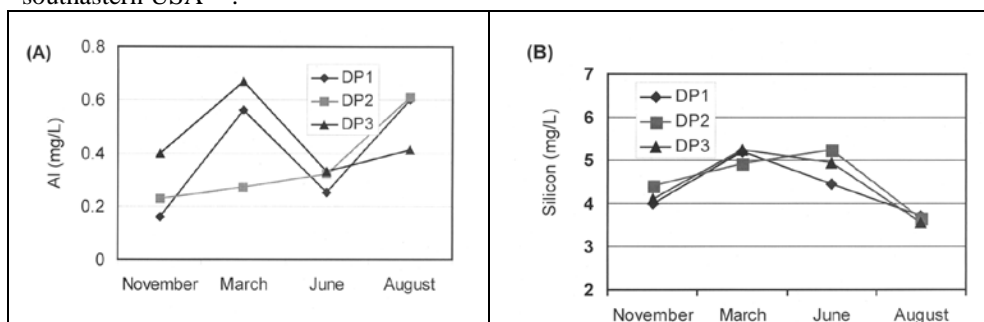 southastern USA
(A)
0.8
0.6
0.4
0.2
0
Al (mg/L)
DP1
DP2
DP3
November March June August
(B)
7
6
5
4
3
2
Silicon (mg/L)
DP1
DP2
DP3
November March June August